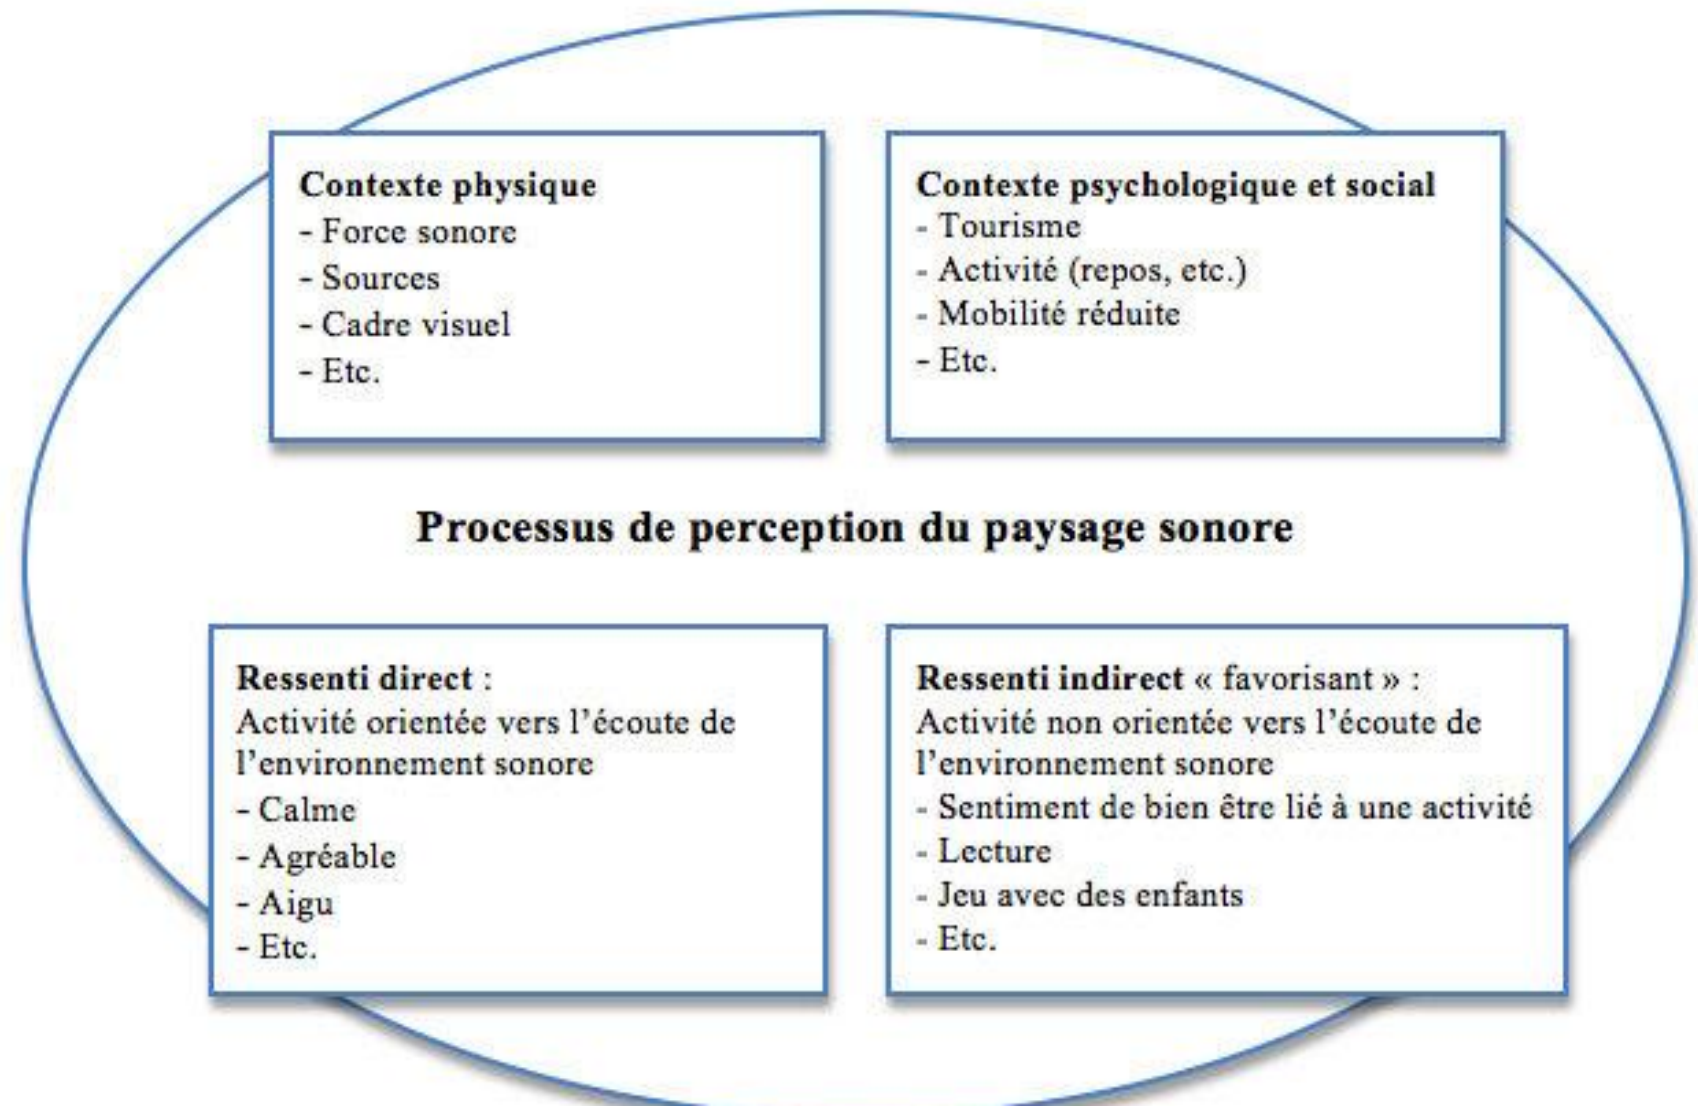 Contexte physique
- Force sonore
- Sources
- Cadre visuel
- Etc.
Contexte psychologique et social
- Tourisme
- Activité (repos, etc.)
- Mobilité réduite
- Etc.
Processus de perception du paysage sonore
Ressenti direct :
Activité orientée vers l’écoute de
l’environnement sonore
- Calme
- Agréable
- Aigu
- Etc.
Ressenti indirect « favorisant » :
Activité non orientée vers l’écoute de
l’environnement sonore
- Sentiment de bien être lié à une activité
- Lecture
- Jeu avec des enfants
- Etc.